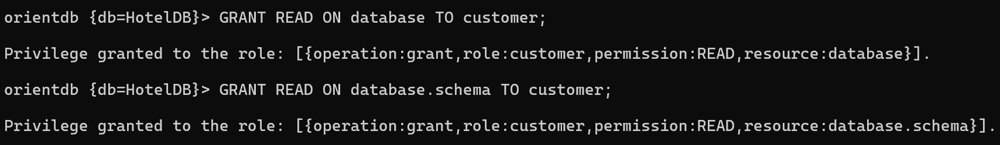 orientdb {db=HotelDB}> GRANT READ ON database TO customer;
Privilege granted to the role: [{operation:grant,role:customer,permission:READ,resource:database}].
orientdb {db=HotelDB}> GRANT READ ON database.schema TO customer;
Privilege granted to the role: [{operation:grant,role:customer,permission:READ,resource:database.schema}].